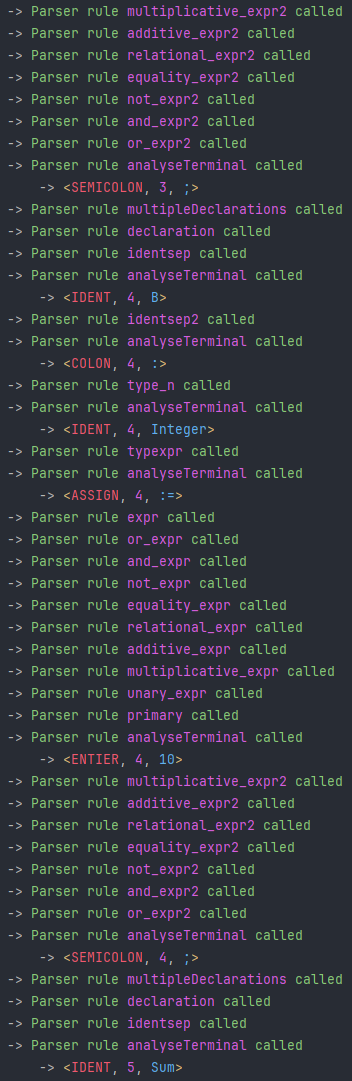 -> Parser rule multiplicative_expr2 called
-> Parser rule additive_expr2 called
-> Parser rule relational_expr2 called
-> Parser rule equality_expr2 called
-> Parser rule not_expr2 called
-> Parser rule and_expr2 called
-> Parser rule or_expr2 called
-> Parser rule analyseTerminal called
    -> <SEMICOLON, 3, ;>
-> Parser rule multipleDeclarations called
-> Parser rule declaration called
-> Parser rule identsep called
-> Parser rule analyseTerminal called
    -> <IDENT, 4, B>
-> Parser rule identsep2 called
-> Parser rule analyseTerminal called
    -> <COLON, 4, :>
-> Parser rule type_n called
-> Parser rule analyseTerminal called
    -> <IDENT, 4, Integer>
-> Parser rule typexpr called
-> Parser rule analyseTerminal called
    -> <ASSIGN, 4, :=>
-> Parser rule expr called
-> Parser rule or_expr called
-> Parser rule and_expr called
-> Parser rule not_expr called
-> Parser rule equality_expr called
-> Parser rule relational_expr called
-> Parser rule additive_expr called
-> Parser rule multiplicative_expr called
-> Parser rule unary_expr called
-> Parser rule primary called
-> Parser rule analyseTerminal called
    -> <ENTIER, 4, 10>
-> Parser rule multiplicative_expr2 called
-> Parser rule additive_expr2 called
-> Parser rule relational_expr2 called
-> Parser rule equality_expr2 called
-> Parser rule not_expr2 called
-> Parser rule and_expr2 called
-> Parser rule or_expr2 called
-> Parser rule analyseTerminal called
    -> <SEMICOLON, 4, ;>
-> Parser rule multipleDeclarations called
-> Parser rule declaration called
-> Parser rule identsep called
-> Parser rule analyseTerminal called
    -> <IDENT, 5, Sum>